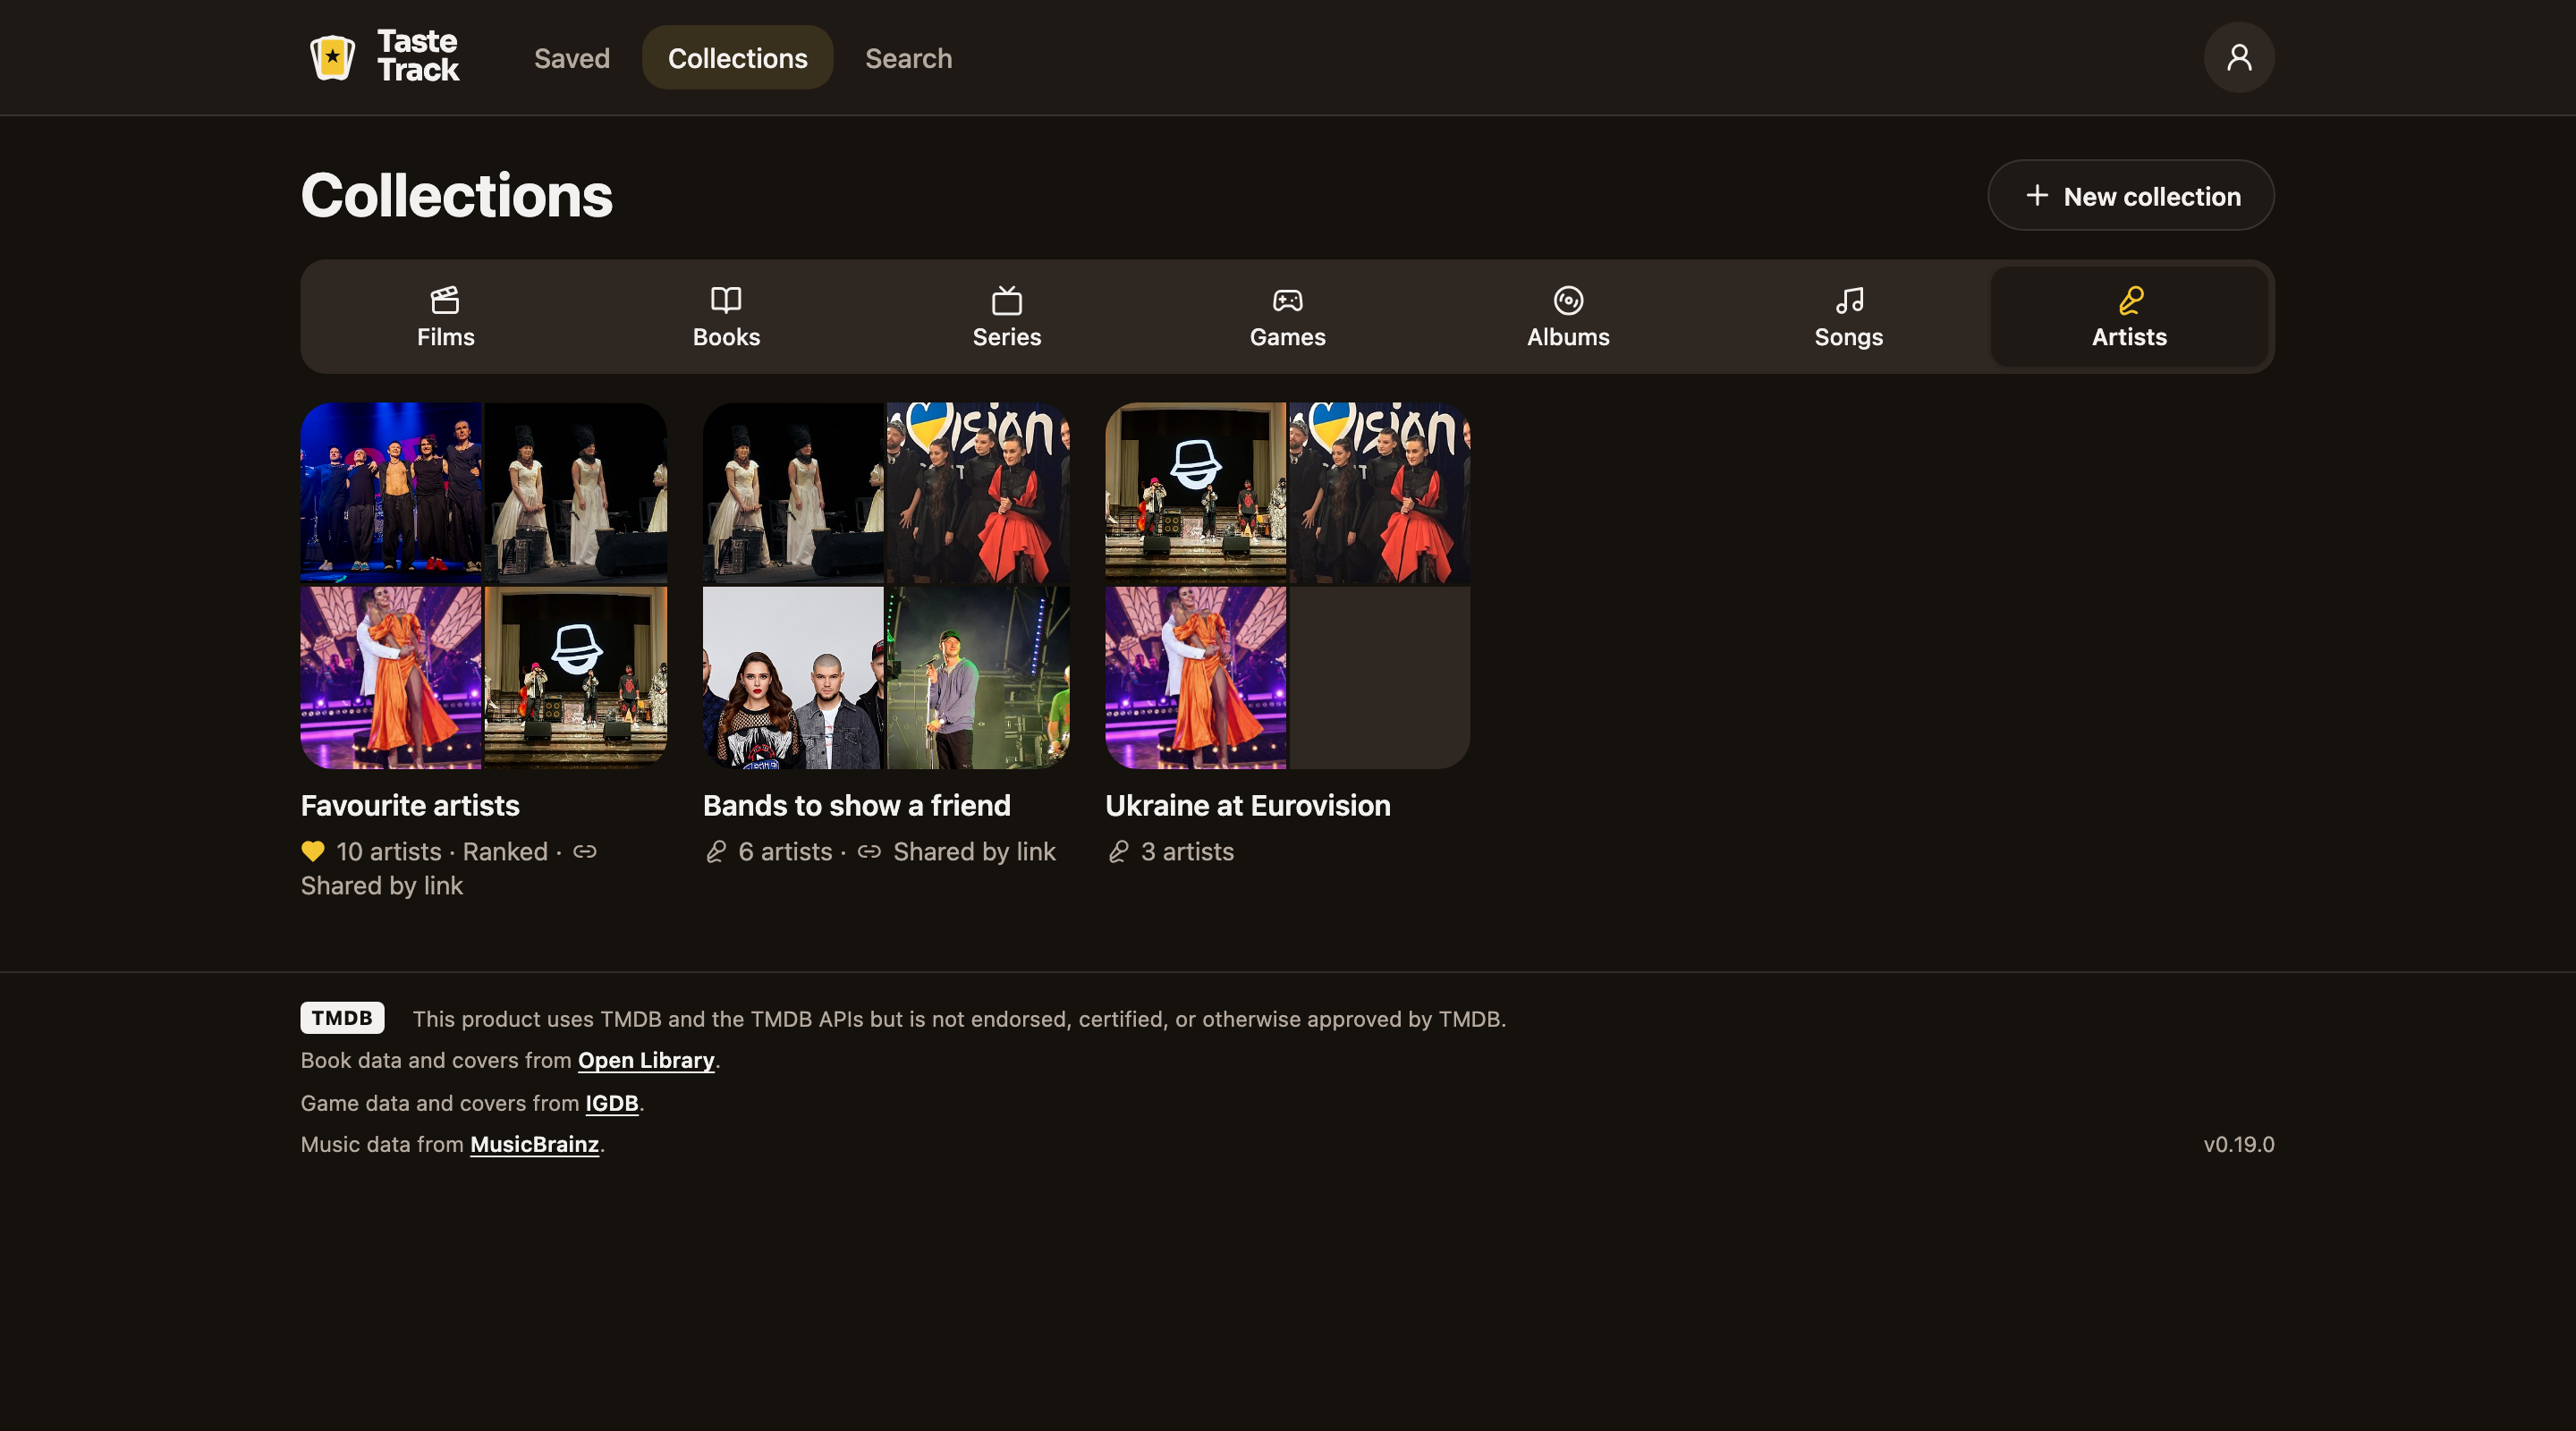 Taste
Track
Saved
Collections
Search
Collections
New collection
Films
Books
Series
Games
Albums
Songs
Artists
Favourite artists
10 artists · Ranked ·
Shared by link
Bands to show a friend
6 artists · Shared by link
Ukraine at Eurovision
3 artists
TMDB This product uses TMDB and the TMDB APIs but is not endorsed, certified, or otherwise approved by TMDB.
Book data and covers from Open Library.
Game data and covers from IGDB.
Music data from MusicBrainz.
v0.19.0